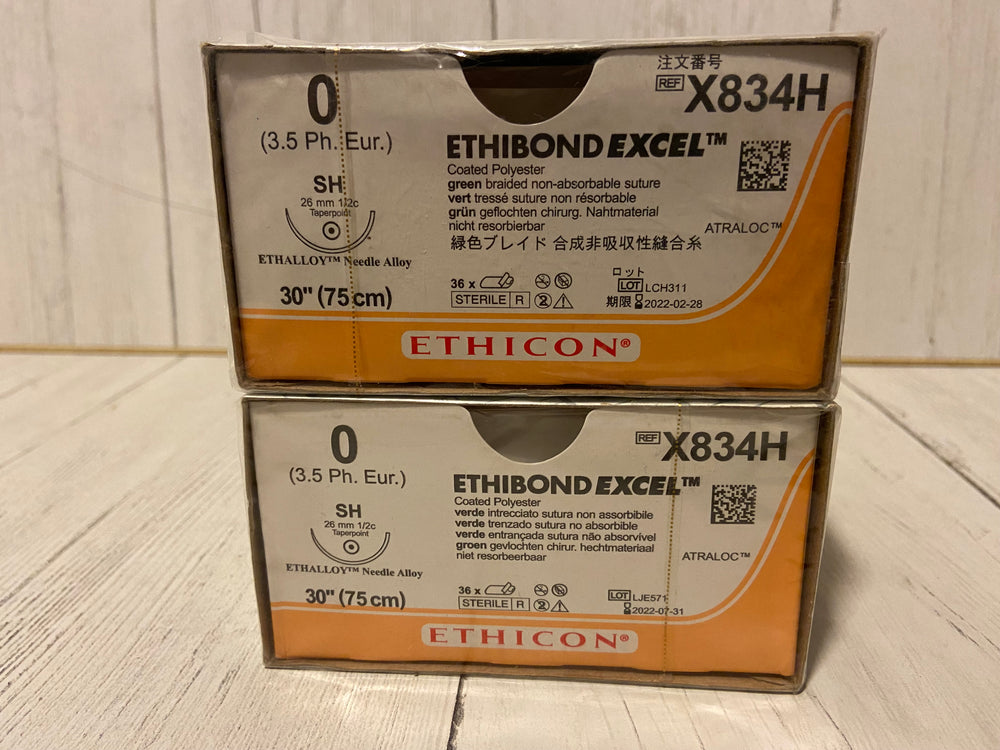 0
(3.5 Ph. Eur.)
SH
26 mm 1/2c
Taperpoint
ETHALLOY™ Needle Alloy
30" (75 cm)
注文番号
REF X834H
ETHIBOND EXCEL™
Coated Polyester
green braided non-absorbable suture
vert tressé suture non résorbable
grün geflochten chirurg. Nahtmaterial
nicht resorbierbar
緑色ブレイド 合成非吸収性縫合糸
ATRALOC™
36 x
STERILE R 2
ロット
LOT LCH311
期限 2022-02-28
ETHICON®
0
(3.5 Ph. Eur.)
SH
26 mm 1/2c
Taperpoint
ETHALLOY™ Needle Alloy
30" (75 cm)
REF X834H
ETHIBOND EXCEL™
Coated Polyester
verde intrecciato sutura non assorbibile
verde trenzado sutura no absorbible
verde entrançada sutura não absorvível
groen gevlochten chirur. hechtmateriaal
niet resorbeerbaar
ATRALOC™
36 x
STERILE R 2
LOT LJE571
2022-07-31
ETHICON®